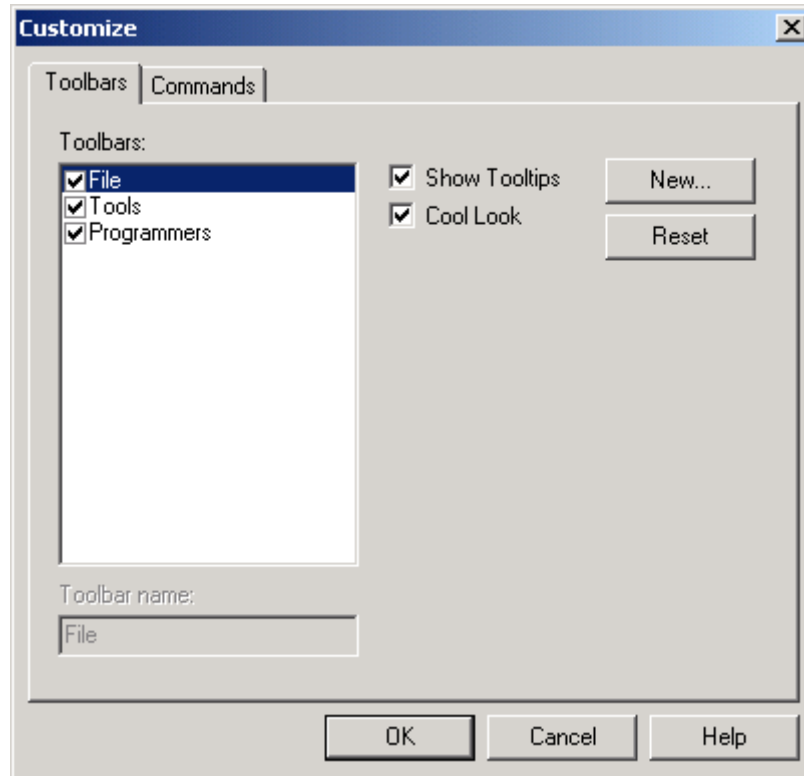 Customize
Toolbars
Commands
Toolbars:
File
Tools
Programmers
Show Tooltips
Cool Look
New...
Reset
Toolbar name:
File
OK
Cancel
Help